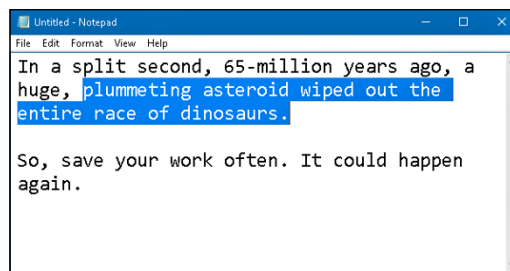 Untitled - Notepad
File Edit Format View Help
In a split second, 65-million years ago, a
huge, plummeting asteroid wiped out the
entire race of dinosaurs.
So, save your work often. It could happen
again.